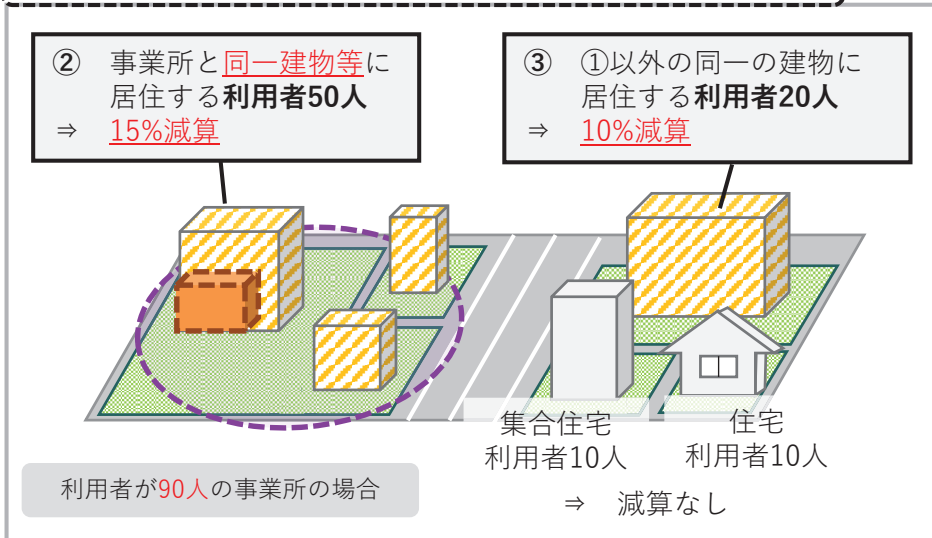 ② 事業所と同一建物等に
居住する利用者50人
⇒ 15%減算
③ ①以外の同一の建物に
居住する利用者20人
⇒ 10%減算
集合住宅
利用者10人
住宅
利用者10人
⇒ 減算なし
利用者が90人の事業所の場合